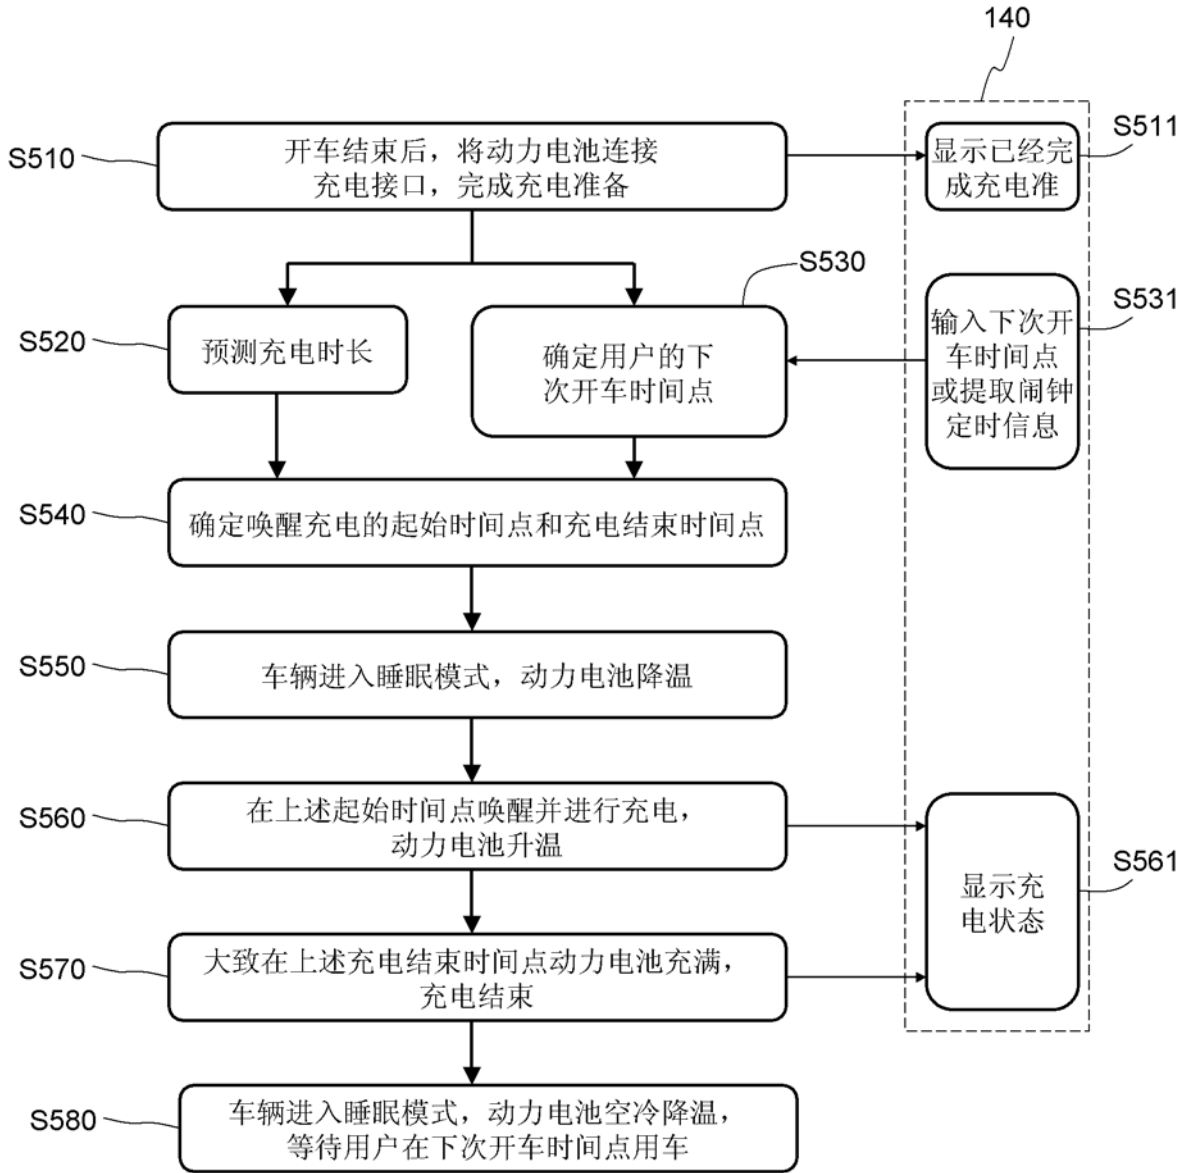 140
S510
开车结束后，将动力电池连接
充电接口，完成充电准备
显示已经完
成充电准
S511
S530
S520
预测充电时长
确定用户的下
次开车时间点
输入下次开
车时间点
或提取闹钟
定时信息
S531
S540
确定唤醒充电的起始时间点和充电结束时间点
S550
车辆进入睡眠模式，动力电池降温
S560
在上述起始时间点唤醒并进行充电，
动力电池升温
显示充
电状态
S561
S570
大致在上述充电结束时间点动力电池充满，
充电结束
S580
车辆进入睡眠模式，动力电池空冷降温，
等待用户在下次开车时间点用车